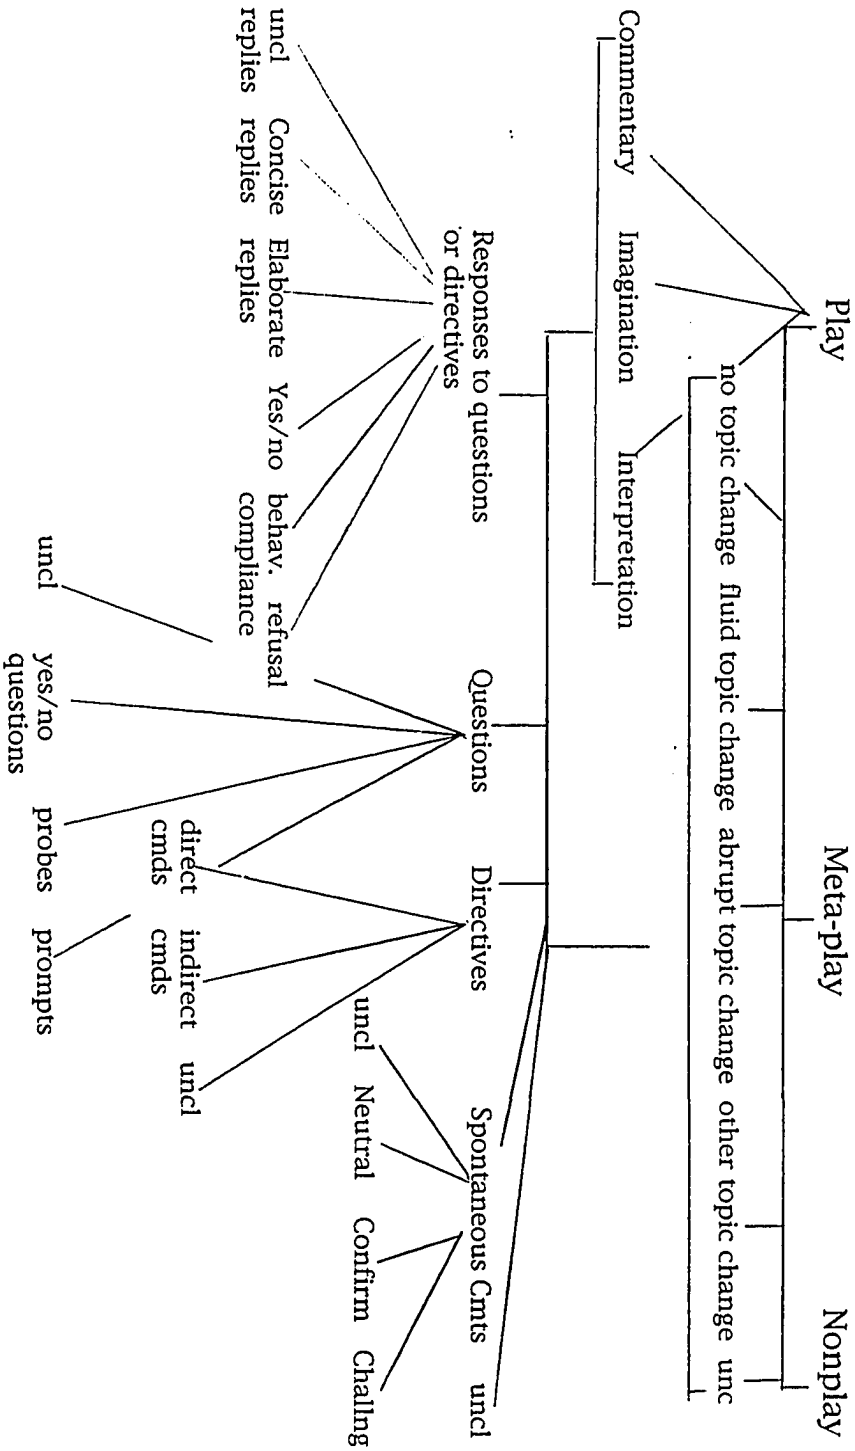 Play Meta-play Nonplay
no topic change fluid topic change abrupt topic change other topic change unc
Commentary Imagination Interpretation
Responses to questions
or directives
Questions Directives Spontaneous Cmts uncl
uncl Neutral Confirm Challng
uncl
replies
Concise
replies
Elaborate
replies
Yes/no
behav.
compliance
refusal
direct
cmds
indirect
cmds
uncl
uncl
yes/no
questions
probes
prompts